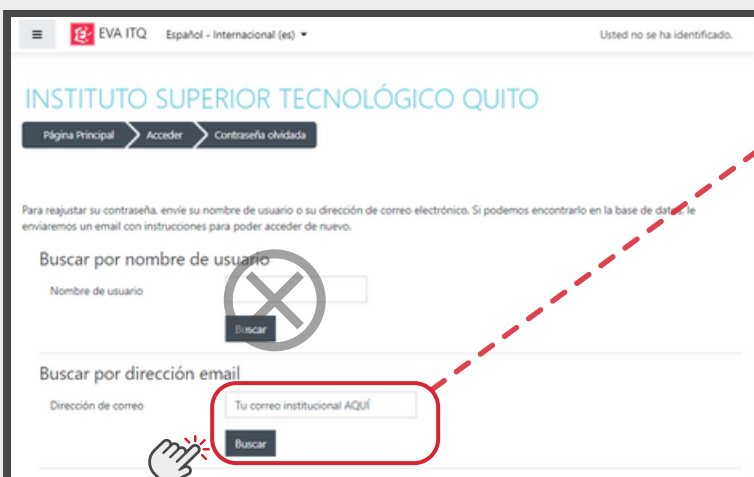 EVA ITQ Español - Internacional (es) Usted no se ha identificado.
INSTITUTO SUPERIOR TECNOLÓGICO QUITO
Página Principal Acceder Contraseña olvidada
Para reajustar su contraseña, envíe su nombre de usuario o su dirección de correo electrónico. Si podemos encontrarlo en la base de datos, le
enviaremos un email con instrucciones para poder acceder de nuevo.
Buscar por nombre de usuario
Nombre de usuario
Buscar
Buscar por dirección email
Dirección de correo Tu correo institucional AQUÍ
Buscar